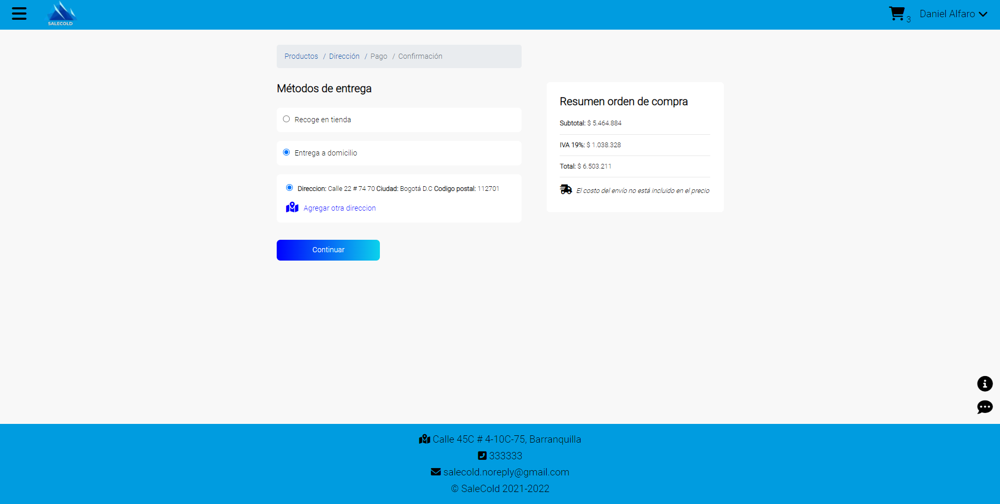 SALECOLD
3
Daniel Alfaro
Productos / Dirección / Pago / Confirmación
Métodos de entrega
Recoge en tienda
Entrega a domicilio
Direccion: Calle 22 # 74 70 Ciudad: Bogotá D.C Codigo postal: 112701
Agregar otra direccion
Continuar
Resumen orden de compra
Subtotal: $ 5.464.884
IVA 19%: $ 1.038.328
Total: $ 6.503.211
El costo del envío no está incluido en el precio
Calle 45C # 4-10C-75, Barranquilla
333333
salecold.noreply@gmail.com
© SaleCold 2021-2022